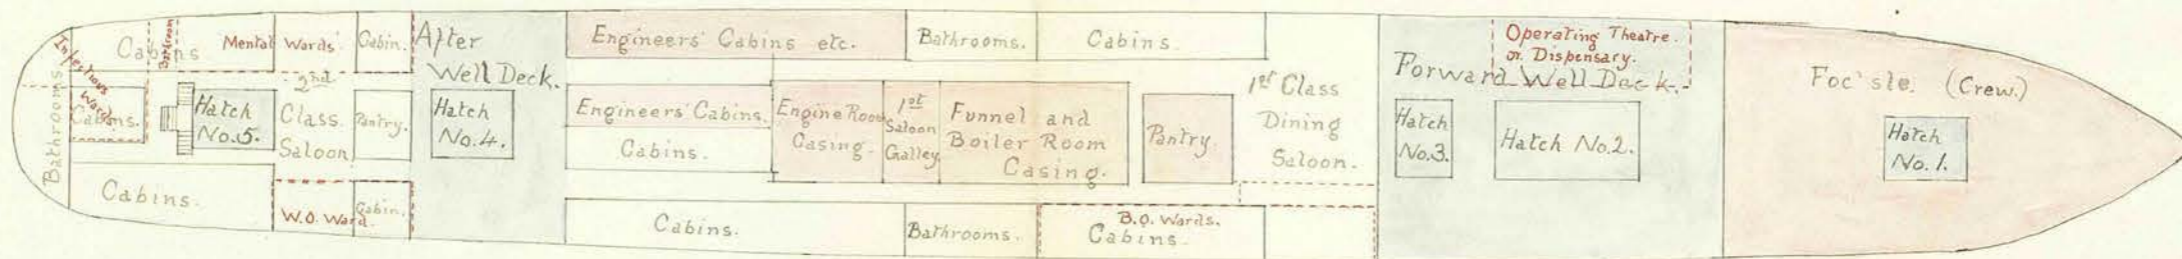 Bathrooms
Infectious
Ward.
Cabins.
Cabins
Bathroom
Mental Wards.
Cabin.
Hatch
No.5.
2nd
Class
Saloon
Pantry.
Cabins.
W.O. Ward.
Cabin.
After
Well Deck.
Hatch
No.4.
Engineers' Cabins etc.
Engineers' Cabins.
Cabins.
Engine Room
Casing.
1st
Saloon
Galley
Funnel and
Boiler Room
Casing.
Bathrooms.
Cabins.
Pantry.
Cabins.
Bathrooms.
B.O. Wards.
Cabins.
1st Class
Dining
Saloon.
Operating Theatre.
or Dispensary.
Forward Well Deck.
Hatch
No.3.
Hatch No.2.
Foc'sle. (Crew.)
Hatch
No.1.